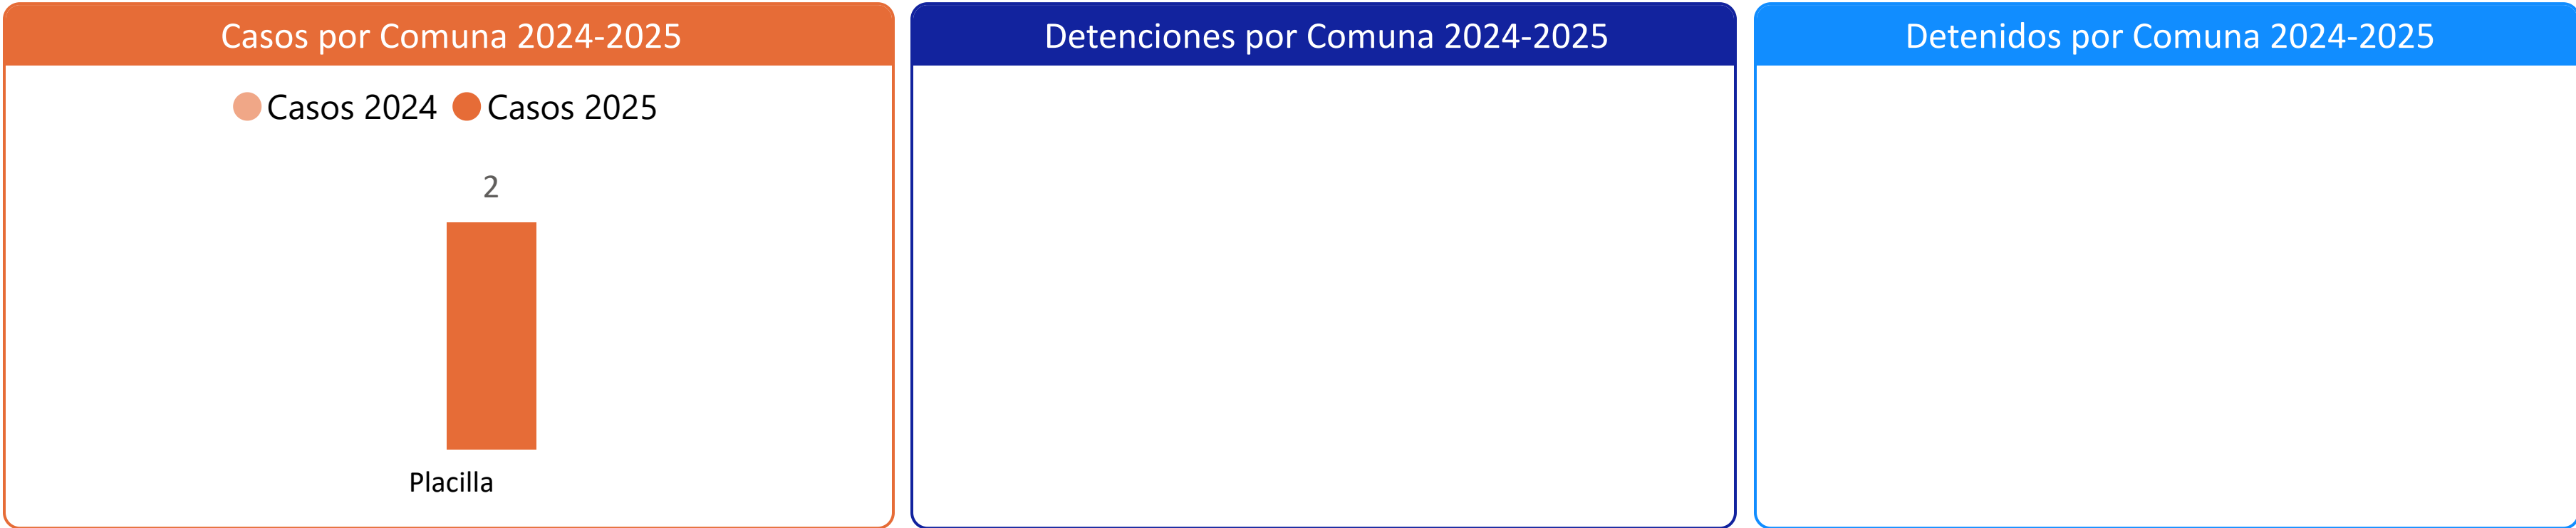 Casos por Comuna 2024-2025
Casos 2024 Casos 2025
2
Placilla
Detenciones por Comuna 2024-2025
Detenidos por Comuna 2024-2025